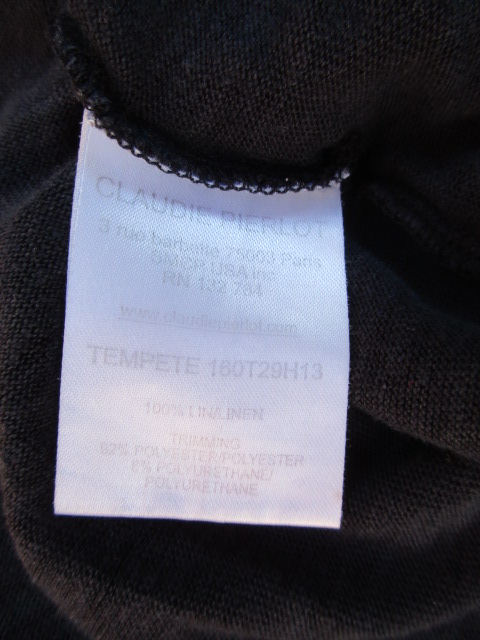 CLAUDIE PIERLOT
3 rue barbette 75003 Paris
SMCP USA Inc
RN 132 784
www.claudiepierlot.com
TEMPETE 160T29H13
100% LIN/LINEN
TRIMMING
92% POLYESTER/POLYESTER
8% POLYURETHANE/
POLYURETHANE